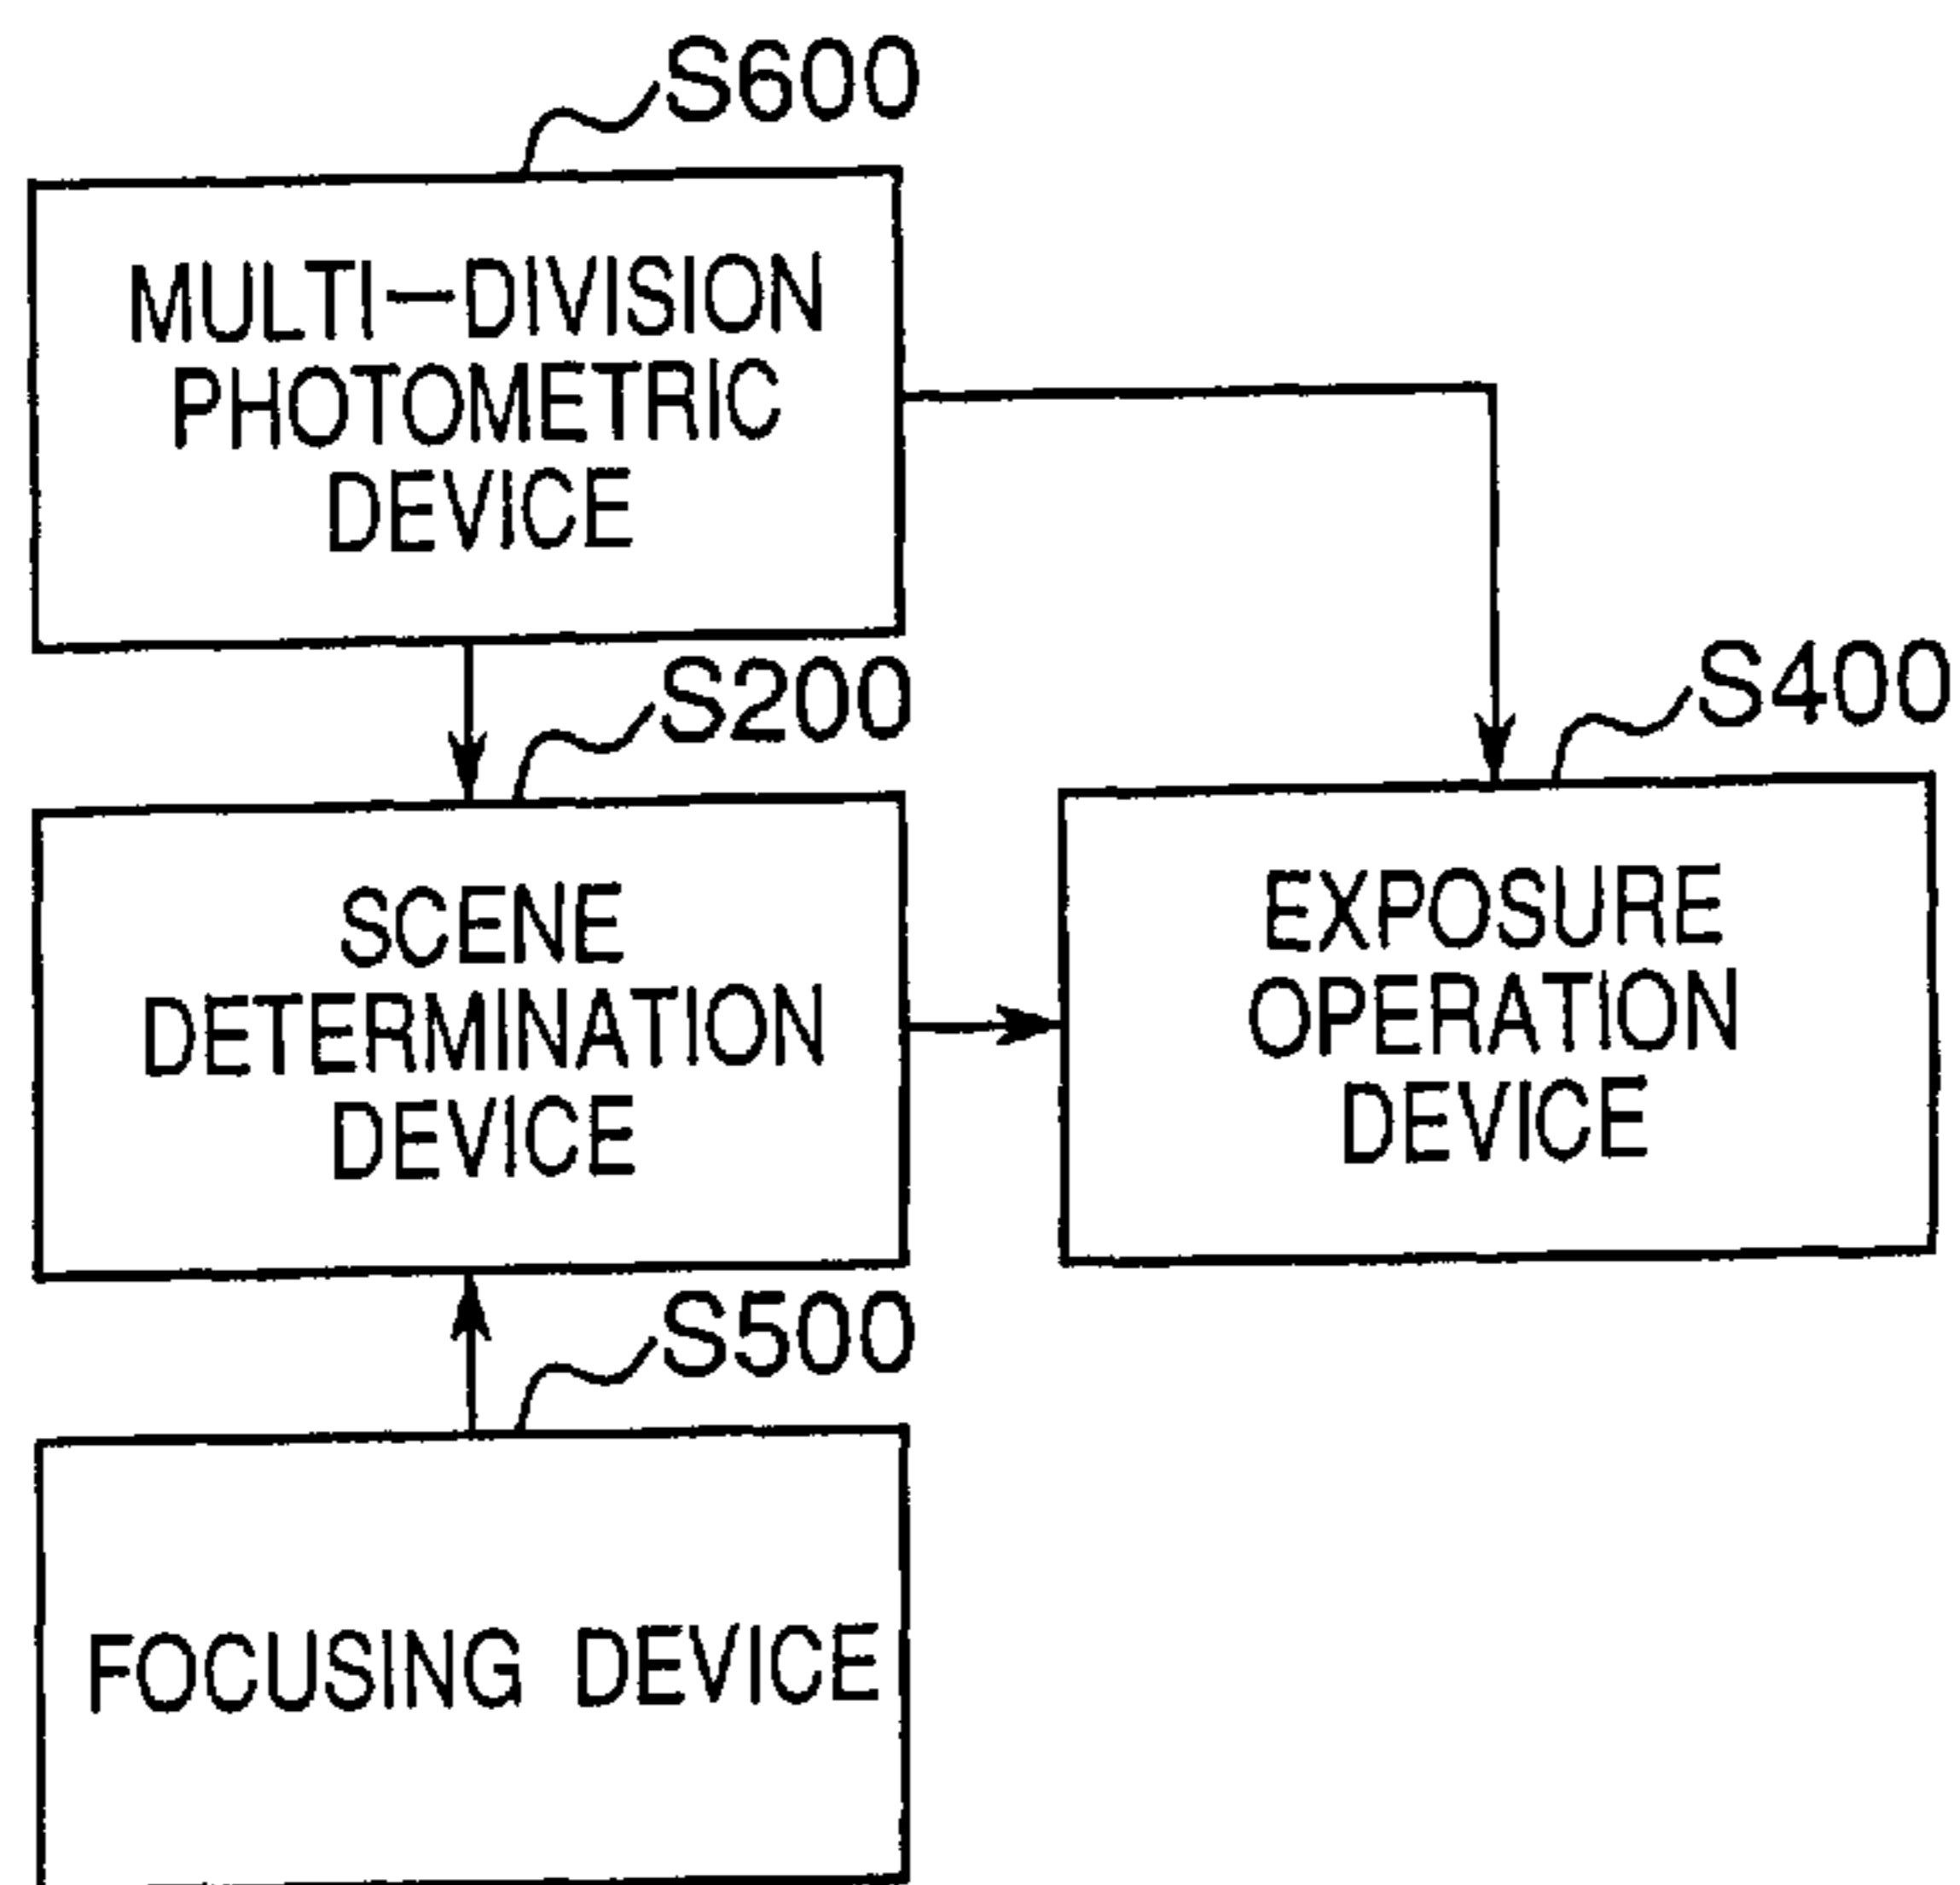 S600
MULTI-DIVISION
PHOTOMETRIC
DEVICE
S200
SCENE
DETERMINATION
DEVICE
S400
EXPOSURE
OPERATION
DEVICE
S500
FOCUSING DEVICE